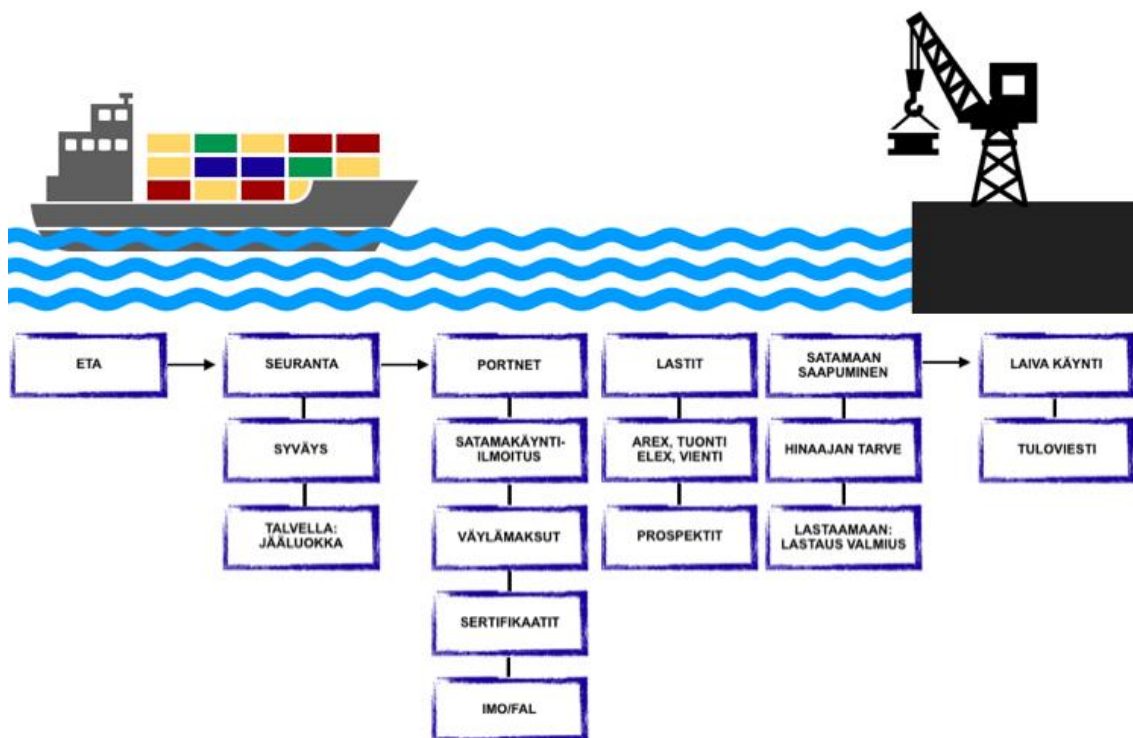 ETA
SEURANTA
SYVÄYS
TALVELLA:
JÄÄLUOKKA
PORTNET
SATAMAKÄYNTI-
ILMOITUS
VÄYLÄMAKSUT
SERTIFIKAATIT
IMO/FAL
LASTIT
AREX, TUONTI
ELEX, VIENTI
PROSPEKTIT
SATAMAAN
SAAPUMINEN
HINAAJAN TARVE
LASTAAMAAN:
LASTAUS VALMIUS
LAIVA KÄYNTI
TULOVIESTI